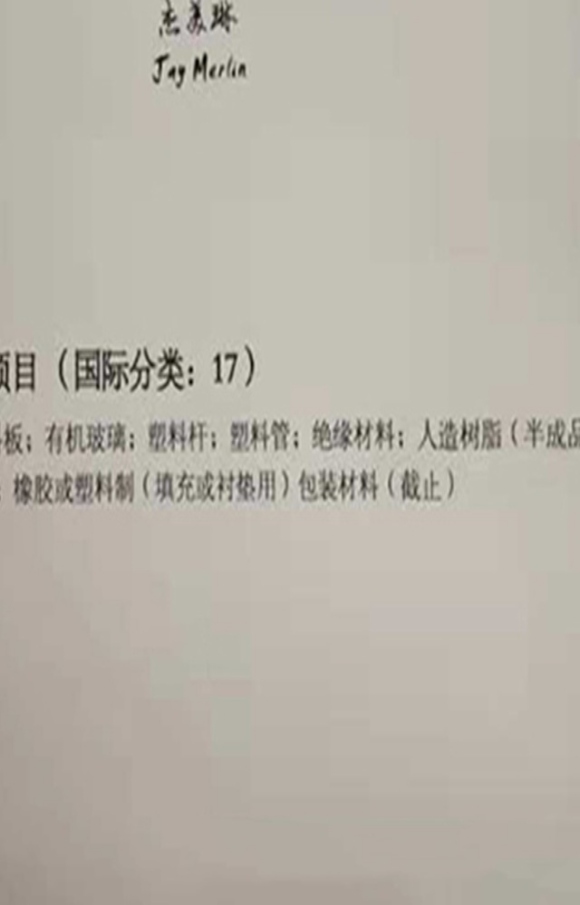 杰美琳
Jay Merlin
项目（国际分类：17）
板；有机玻璃；塑料杆；塑料管；绝缘材料；人造树脂（半成品
；橡胶或塑料制（填充或衬垫用）包装材料（截止）